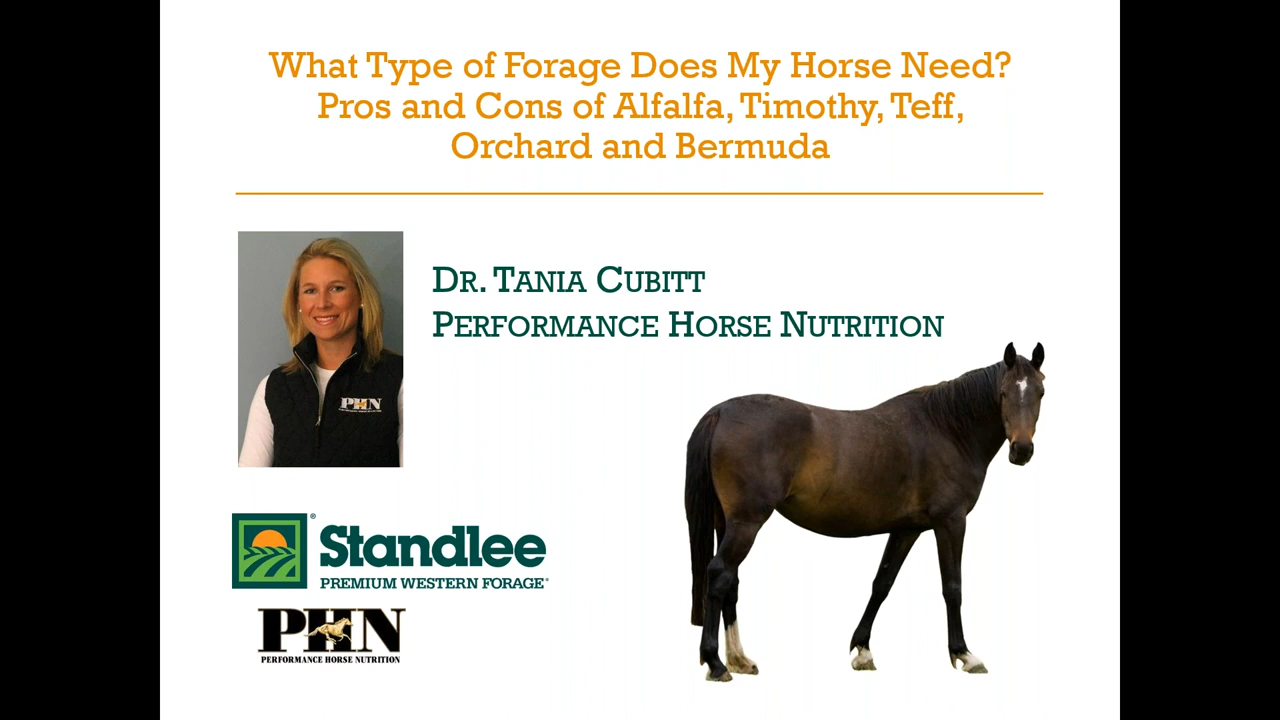 What Type of Forage Does My Horse Need?
Pros and Cons of Alfalfa, Timothy, Teff,
Orchard and Bermuda
DR. TANIA CUBITT
PERFORMANCE HORSE NUTRITION
PHN
Standlee®
PREMIUM WESTERN FORAGE®
PHN
PERFORMANCE HORSE NUTRITION